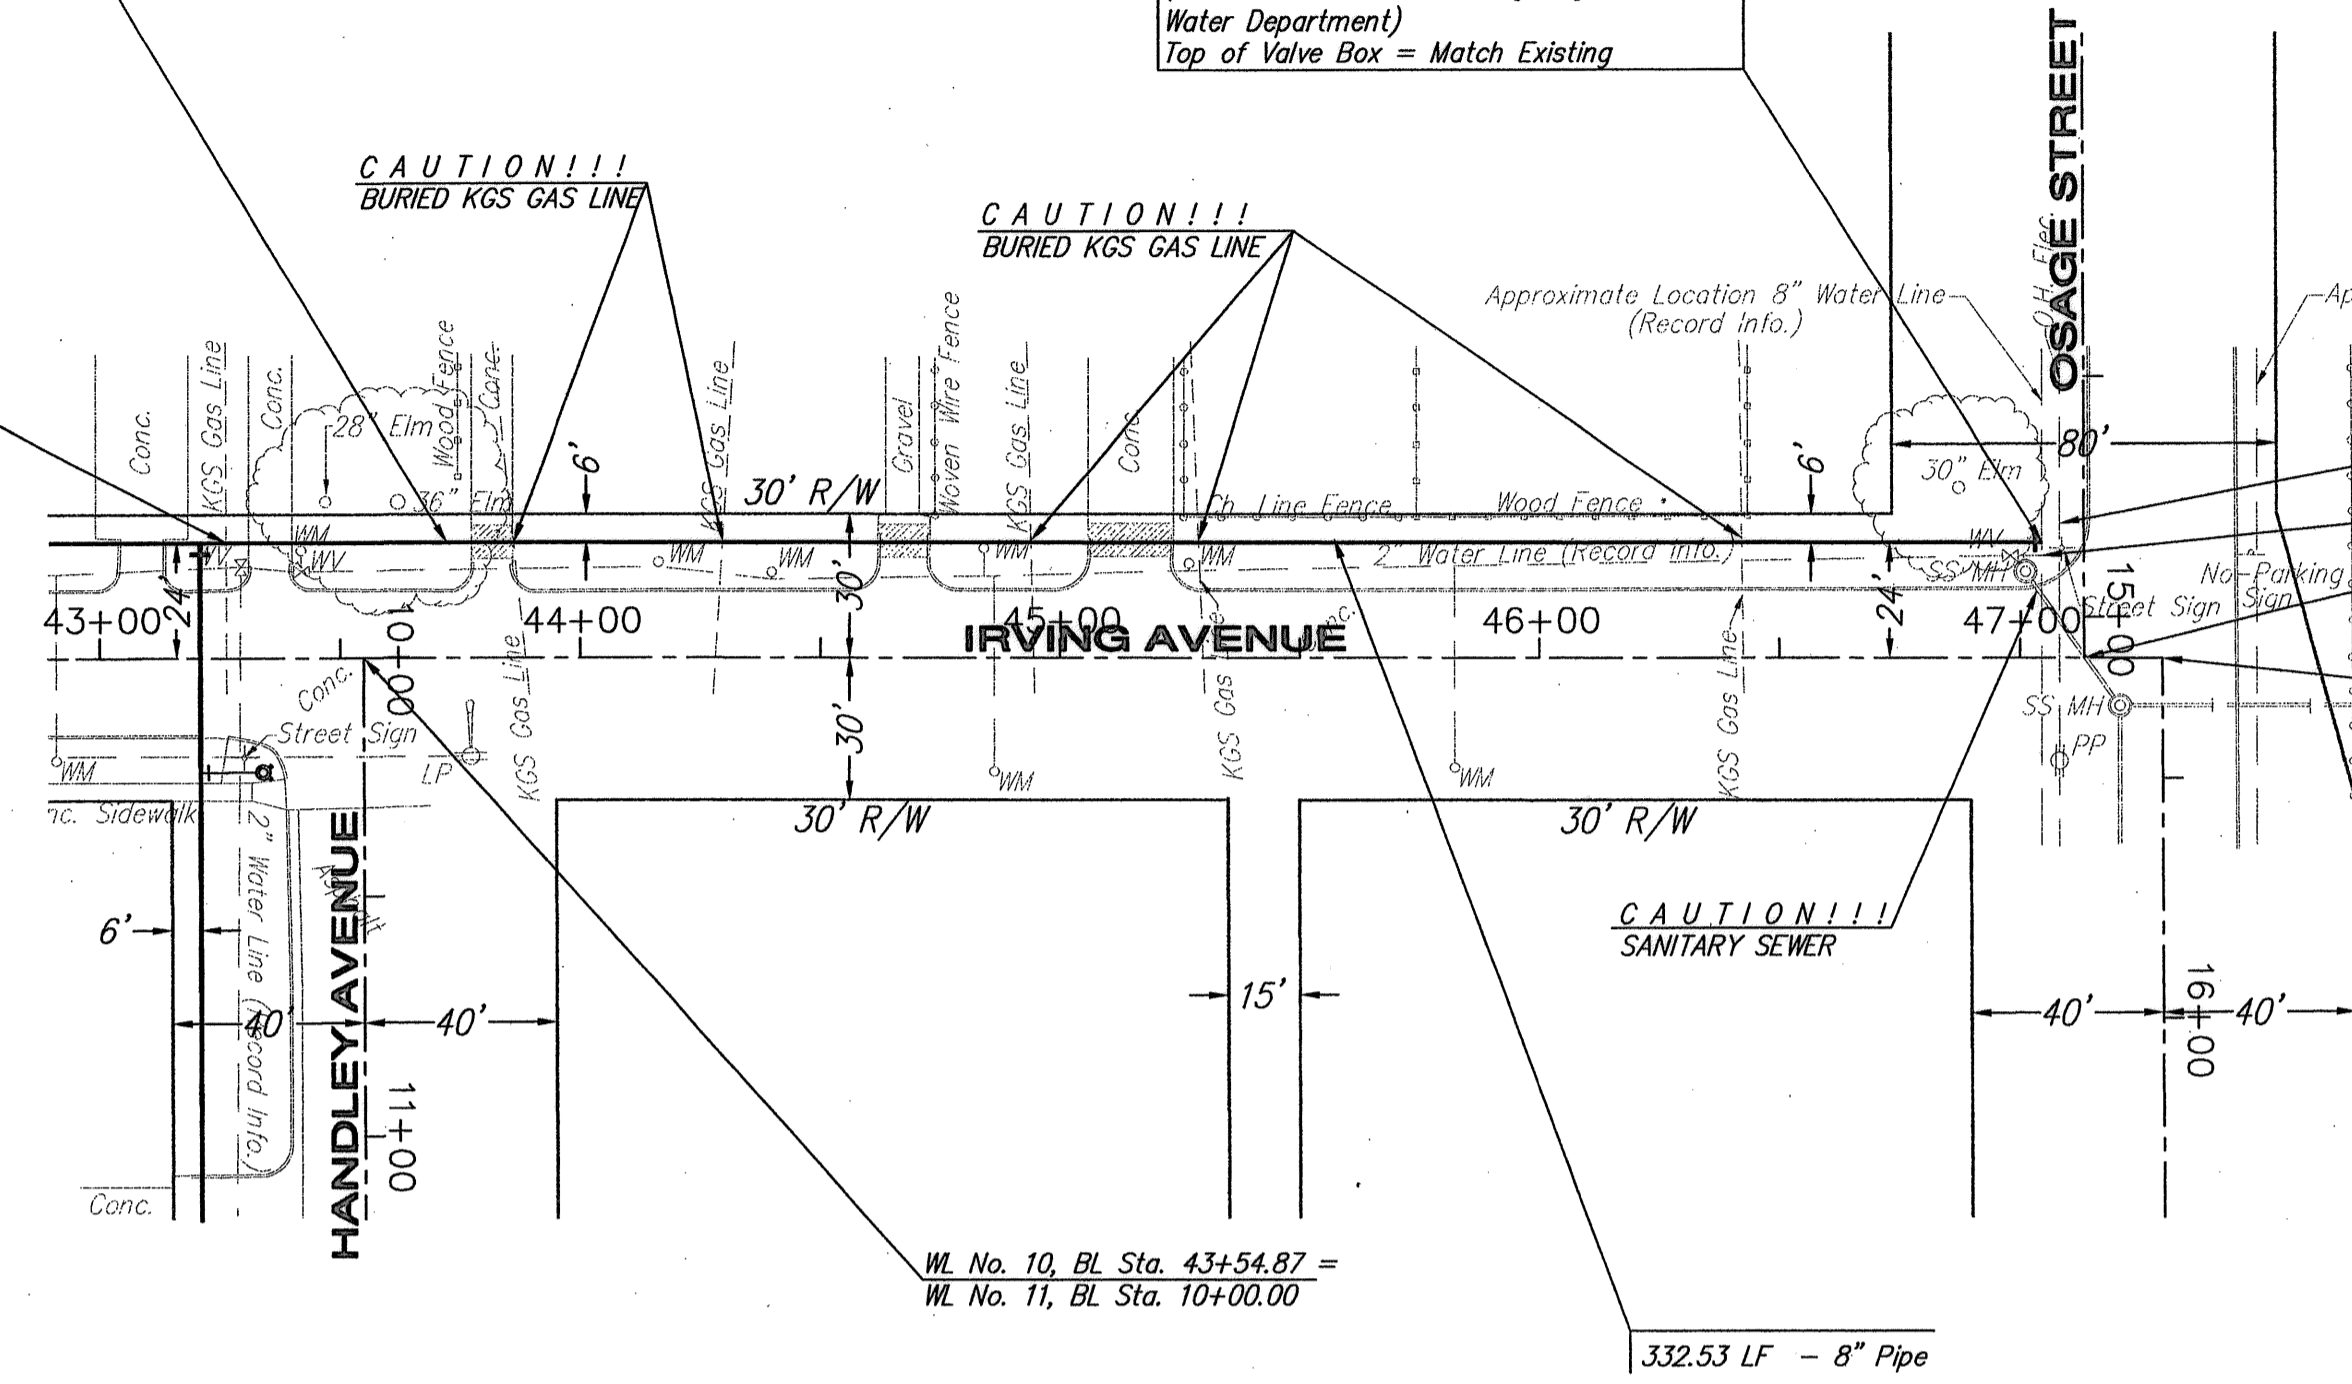 Water Department)
Top of Valve Box = Match Existing
OSAGE STREET
CAUTION!!!
BURIED KGS GAS LINE
CAUTION!!!
BURIED KGS GAS LINE
O.H. Elec.
Approximate Location 8" Water Line
(Record Info.)
Ap
Conc.
KGS Gas Line
Conc.
28" Elm
Wood Fence
Conc.
36" Elm
KGS Gas Line
6'
30' R/W
Gravel
Woven Wire Fence
KGS Gas Line
Conc.
Ch. Line Fence
Wood Fence
6'
30" Elm
80'
WM
WV
WV
WM
WM
WM
WM
2" Water Line (Record Info.)
WV
SS MH
No Parking
Sign
Street Sign
24'
30'
24'
43+00
44+00
45+00
46+00
47+00
15+00
10+00
IRVING AVENUE
Conc.
Conc.
Street Sign
LP
KGS Gas Line
30'
KGS Gas Line
KGS Gas Line
SS MH
PP
WM
WM
WM
nc. Sidewalk
30' R/W
30' R/W
2" Water Line (Record Info.)
HANDLEY AVENUE
Asphalt
6'
CAUTION!!!
SANITARY SEWER
40'
40'
15'
40'
40'
16+00
11+00
Conc.
WL No. 10, BL Sta. 43+54.87 =
WL No. 11, BL Sta. 10+00.00
332.53 LF - 8" Pipe